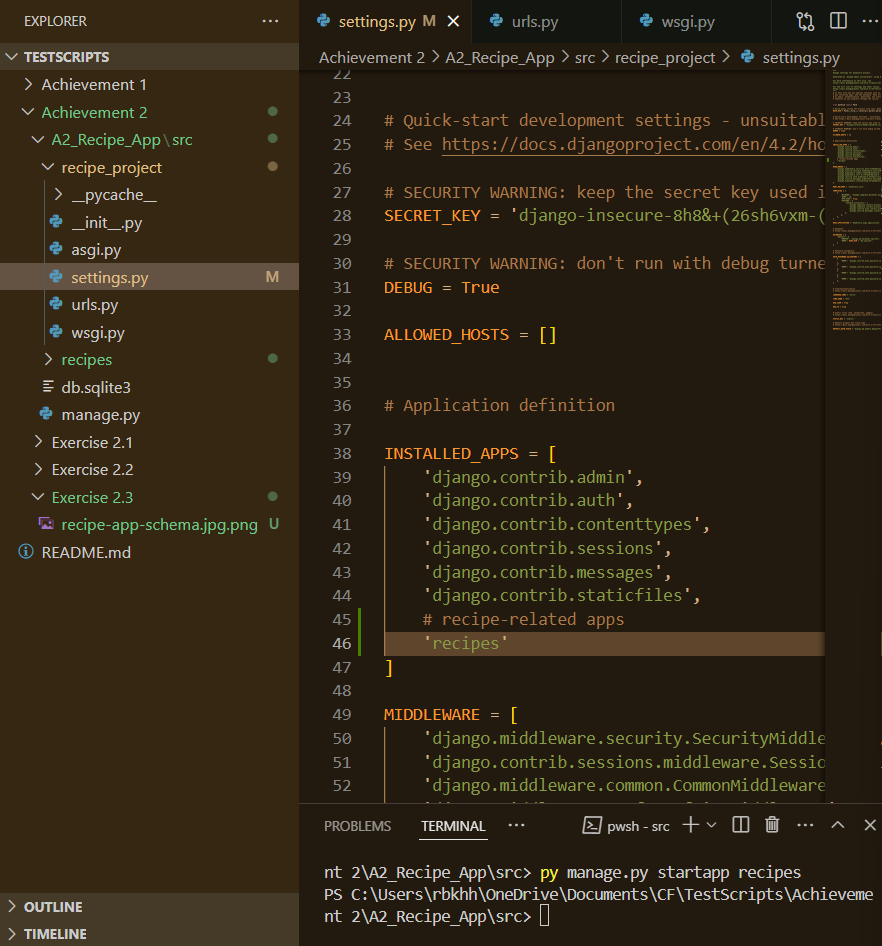 EXPLORER
TESTSCRIPTS
Achievement 1
Achievement 2
A2_Recipe_App\src
recipe_project
__pycache__
__init__.py
asgi.py
settings.py M
urls.py
wsgi.py
recipes
db.sqlite3
manage.py
Exercise 2.1
Exercise 2.2
Exercise 2.3
recipe-app-schema.jpg.png U
README.md
OUTLINE
TIMELINE
settings.py M
urls.py
wsgi.py
Achievement 2 > A2_Recipe_App > src > recipe_project > settings.py
22
23
24 # Quick-start development settings - unsuitabl
25 # See https://docs.djangoproject.com/en/4.2/ho
26
27 # SECURITY WARNING: keep the secret key used i
28 SECRET_KEY = 'django-insecure-8h8&+(26sh6vxm-(
29
30 # SECURITY WARNING: don't run with debug turne
31 DEBUG = True
32
33 ALLOWED_HOSTS = []
34
35
36 # Application definition
37
38 INSTALLED_APPS = [
39 'django.contrib.admin',
40 'django.contrib.auth',
41 'django.contrib.contenttypes',
42 'django.contrib.sessions',
43 'django.contrib.messages',
44 'django.contrib.staticfiles',
45 # recipe-related apps
46 'recipes'
47 ]
48
49 MIDDLEWARE = [
50 'django.middleware.security.SecurityMiddle
51 'django.contrib.sessions.middleware.Sessio
52 'django.middleware.common.CommonMiddleware
PROBLEMS TERMINAL pwsh - src
nt 2\A2_Recipe_App\src> py manage.py startapp recipes
PS C:\Users\rbkhh\OneDrive\Documents\CF\TestScripts\Achieveme
nt 2\A2_Recipe_App\src>